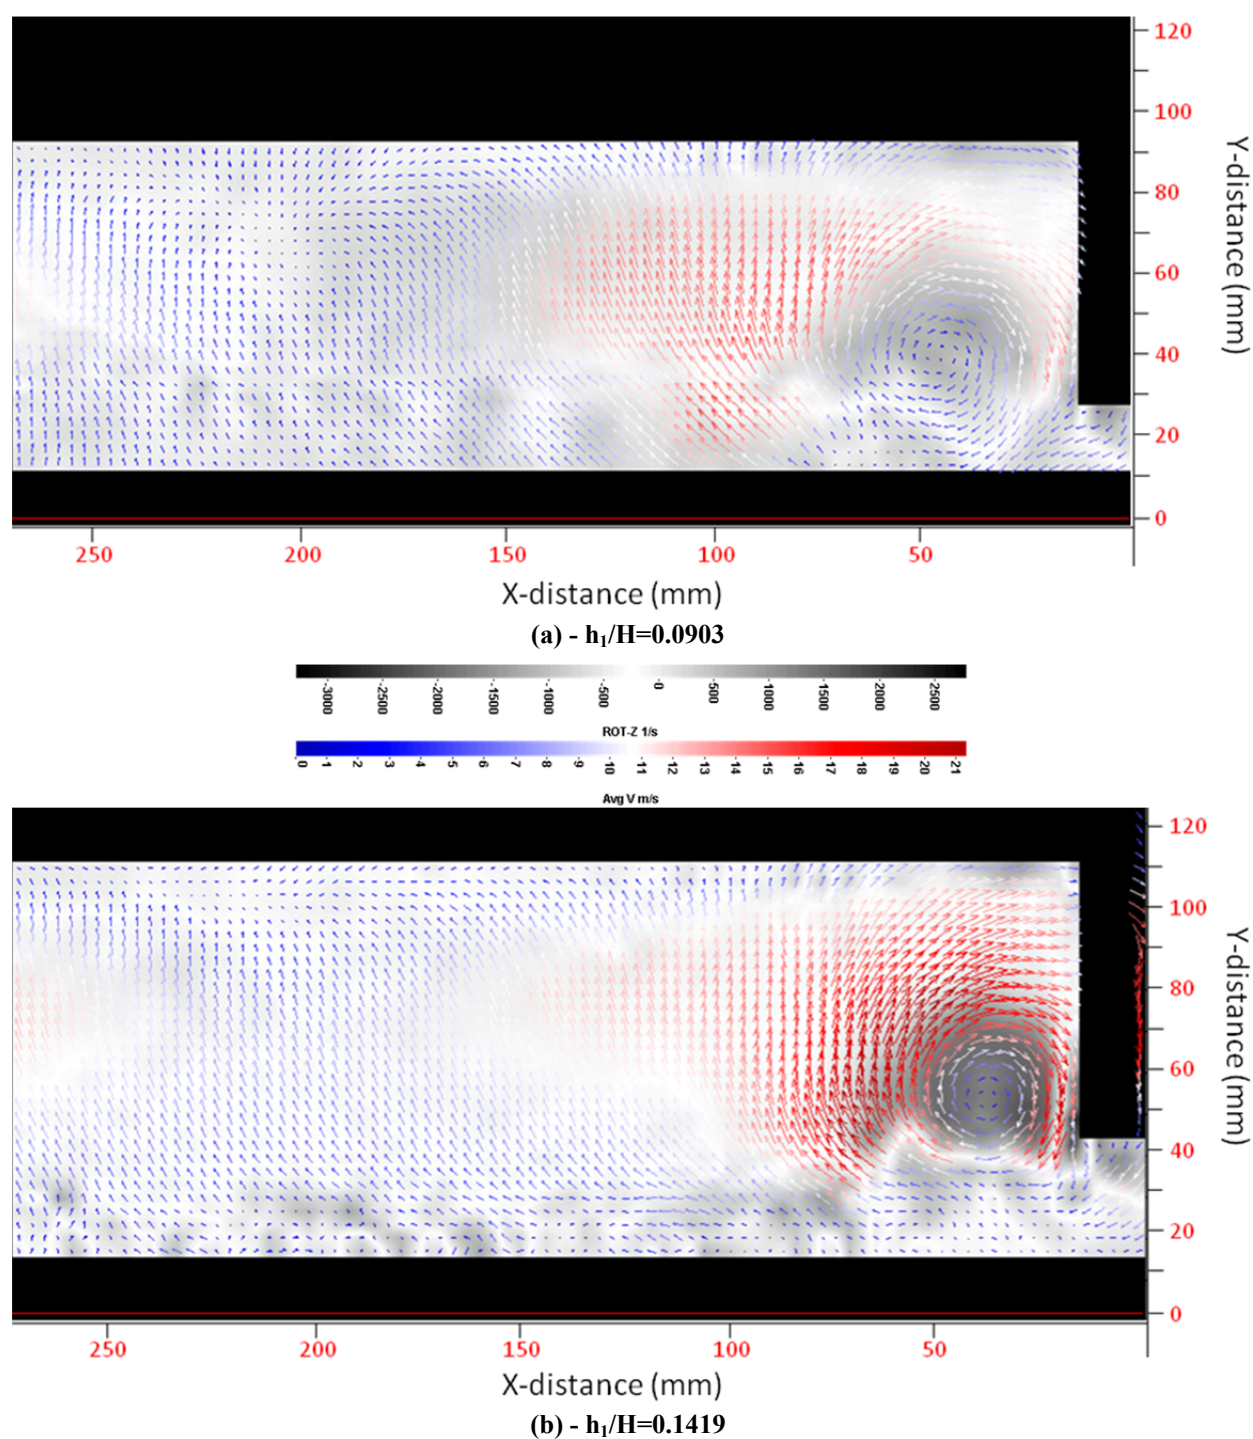 120
100
80
60
40
20
0
Y-distance (mm)
250 200 150 100 50
X-distance (mm)
(a) - h₁/H=0.0903
-3000 -2500 -2000 -1500 -1000 -500 -0 500 1000 1500 2000 2500
ROT-Z 1/s
0 1 2 3 4 5 6 7 8 9 10 11 12 13 14 15 16 17 18 19 20 21
Avg V m/s
120
100
80
60
40
20
0
Y-distance (mm)
250 200 150 100 50
X-distance (mm)
(b) - h₁/H=0.1419